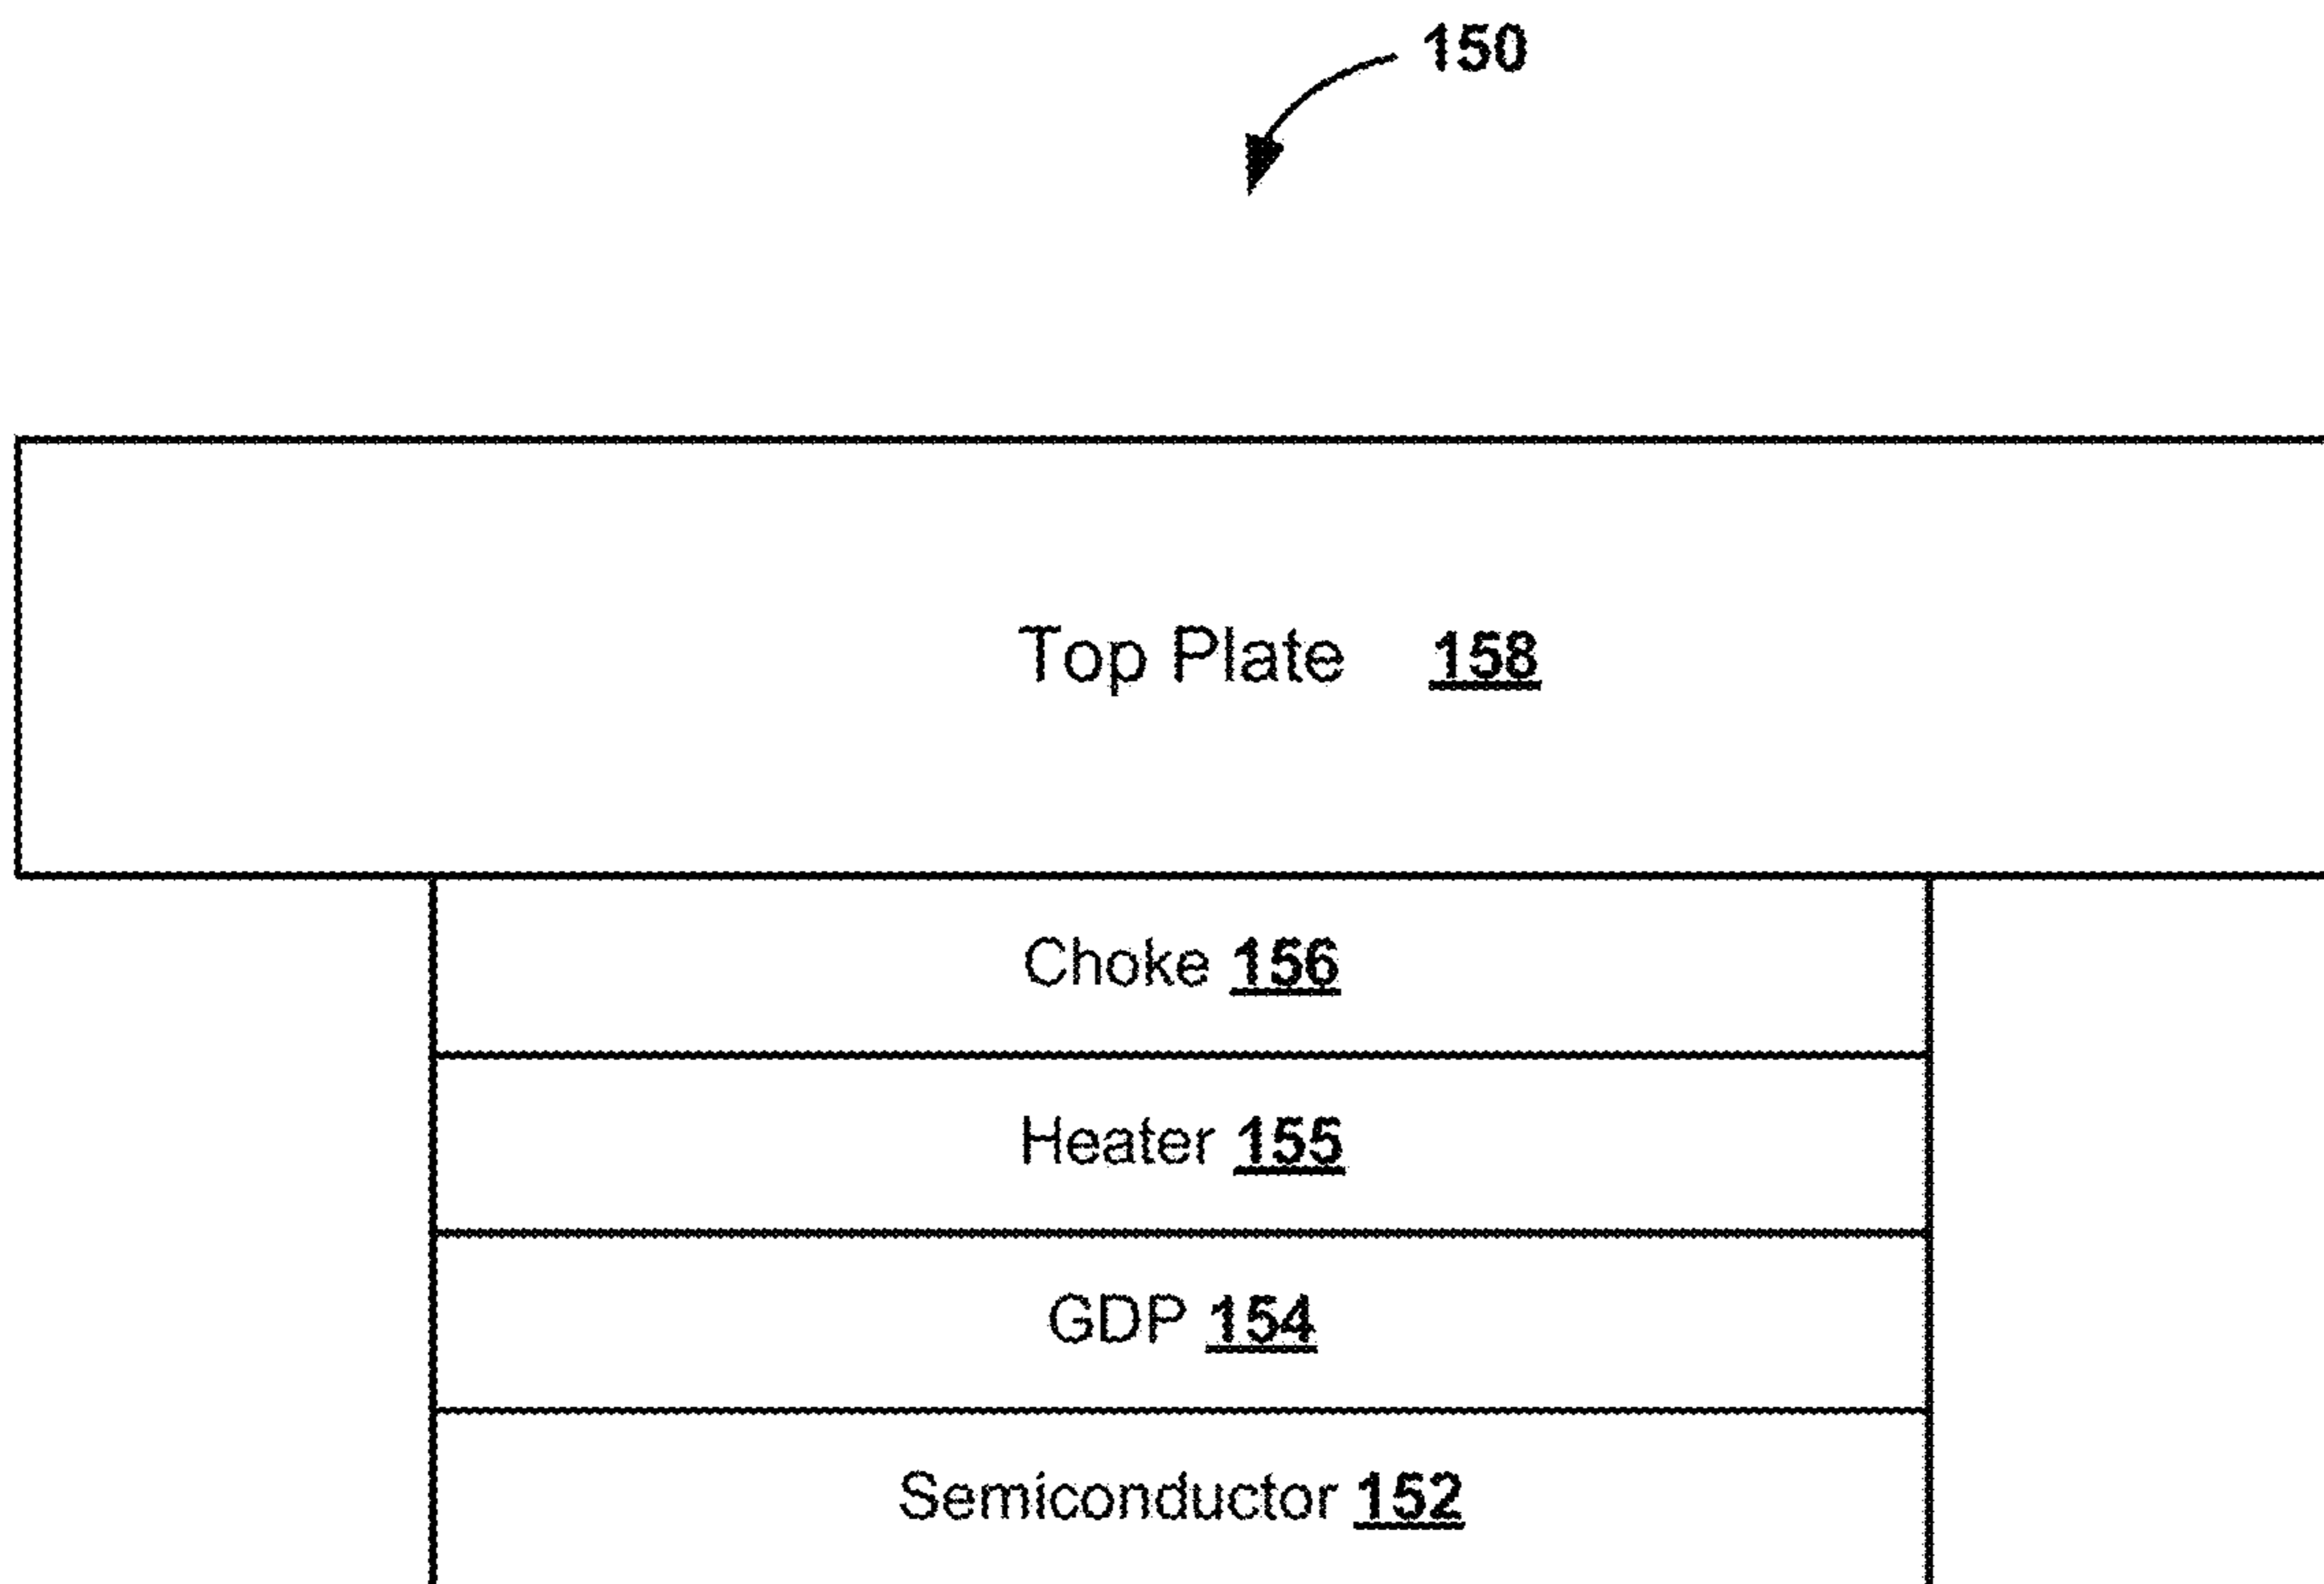 150
Top Plate 158
Choke 156
Heater 155
GDP 154
Semiconductor 152